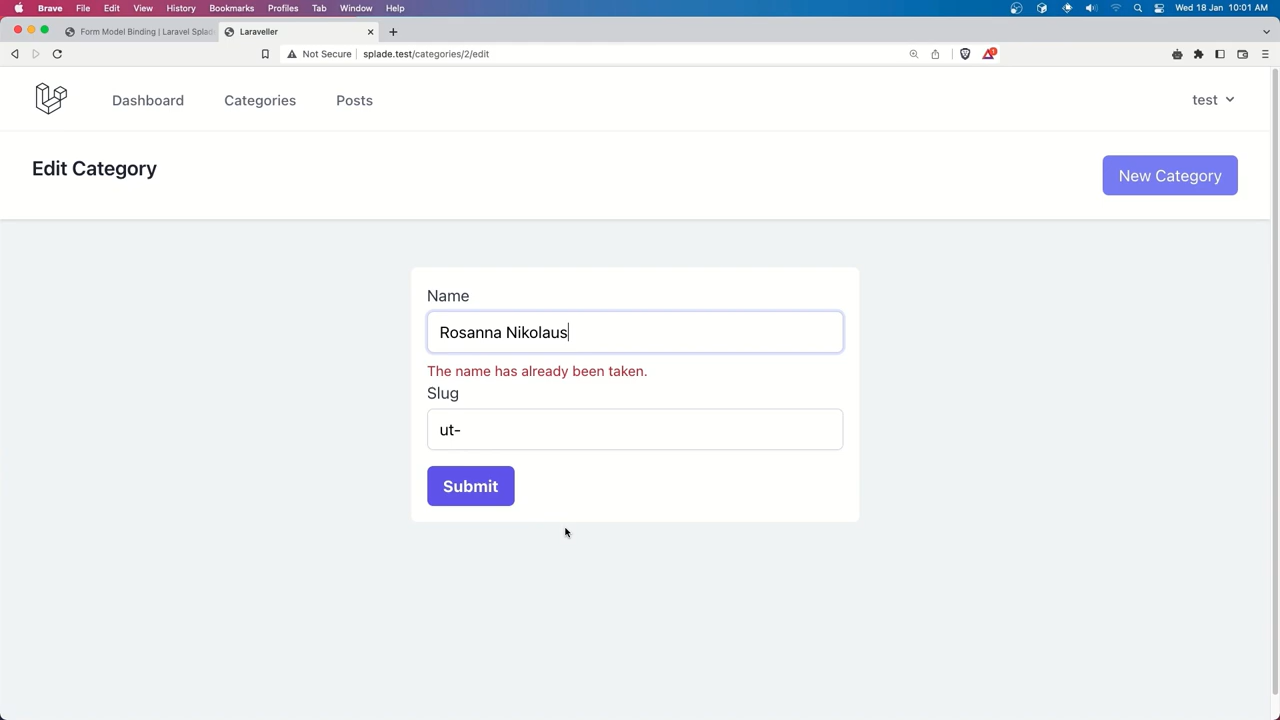 Brave File Edit View History Bookmarks Profiles Tab Window Help Wed 18 Jan 10:01 AM
Form Model Binding | Laravel Splad Laraveller
Not Secure splade.test/categories/2/edit
Dashboard Categories Posts test
Edit Category
New Category
Name
Rosanna Nikolaus
The name has already been taken.
Slug
ut-
Submit